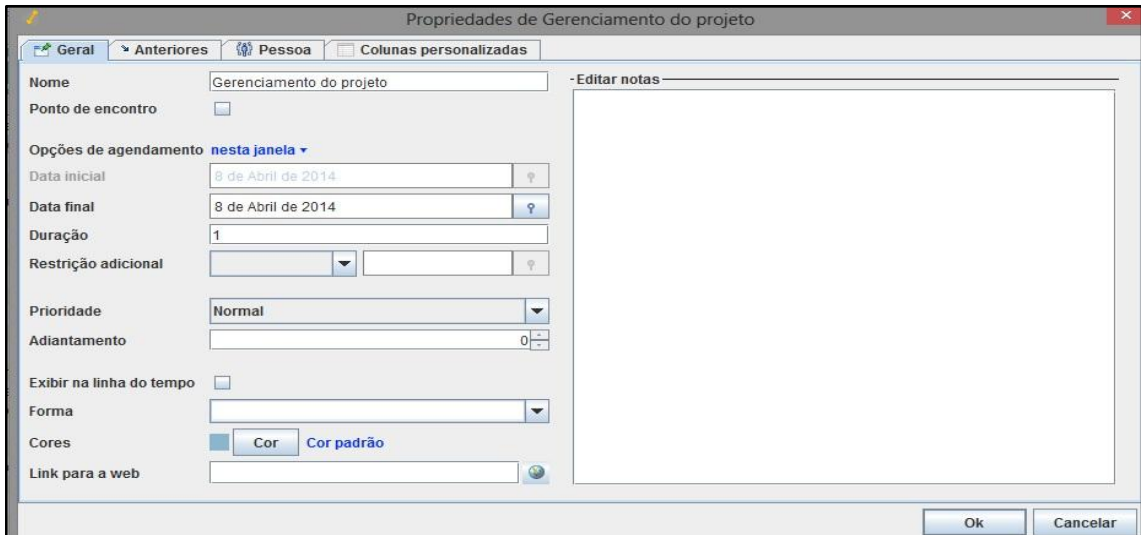 Propriedades de Gerenciamento do projeto
Geral Anteriores Pessoa Colunas personalizadas
Nome Gerenciamento do projeto
Ponto de encontro
Opções de agendamento nesta janela
Data inicial 8 de Abril de 2014
Data final 8 de Abril de 2014
Duração 1
Restrição adicional
Prioridade Normal
Adiantamento 0
Exibir na linha do tempo
Forma
Cores Cor Cor padrão
Link para a web
Editar notas
Ok Cancelar